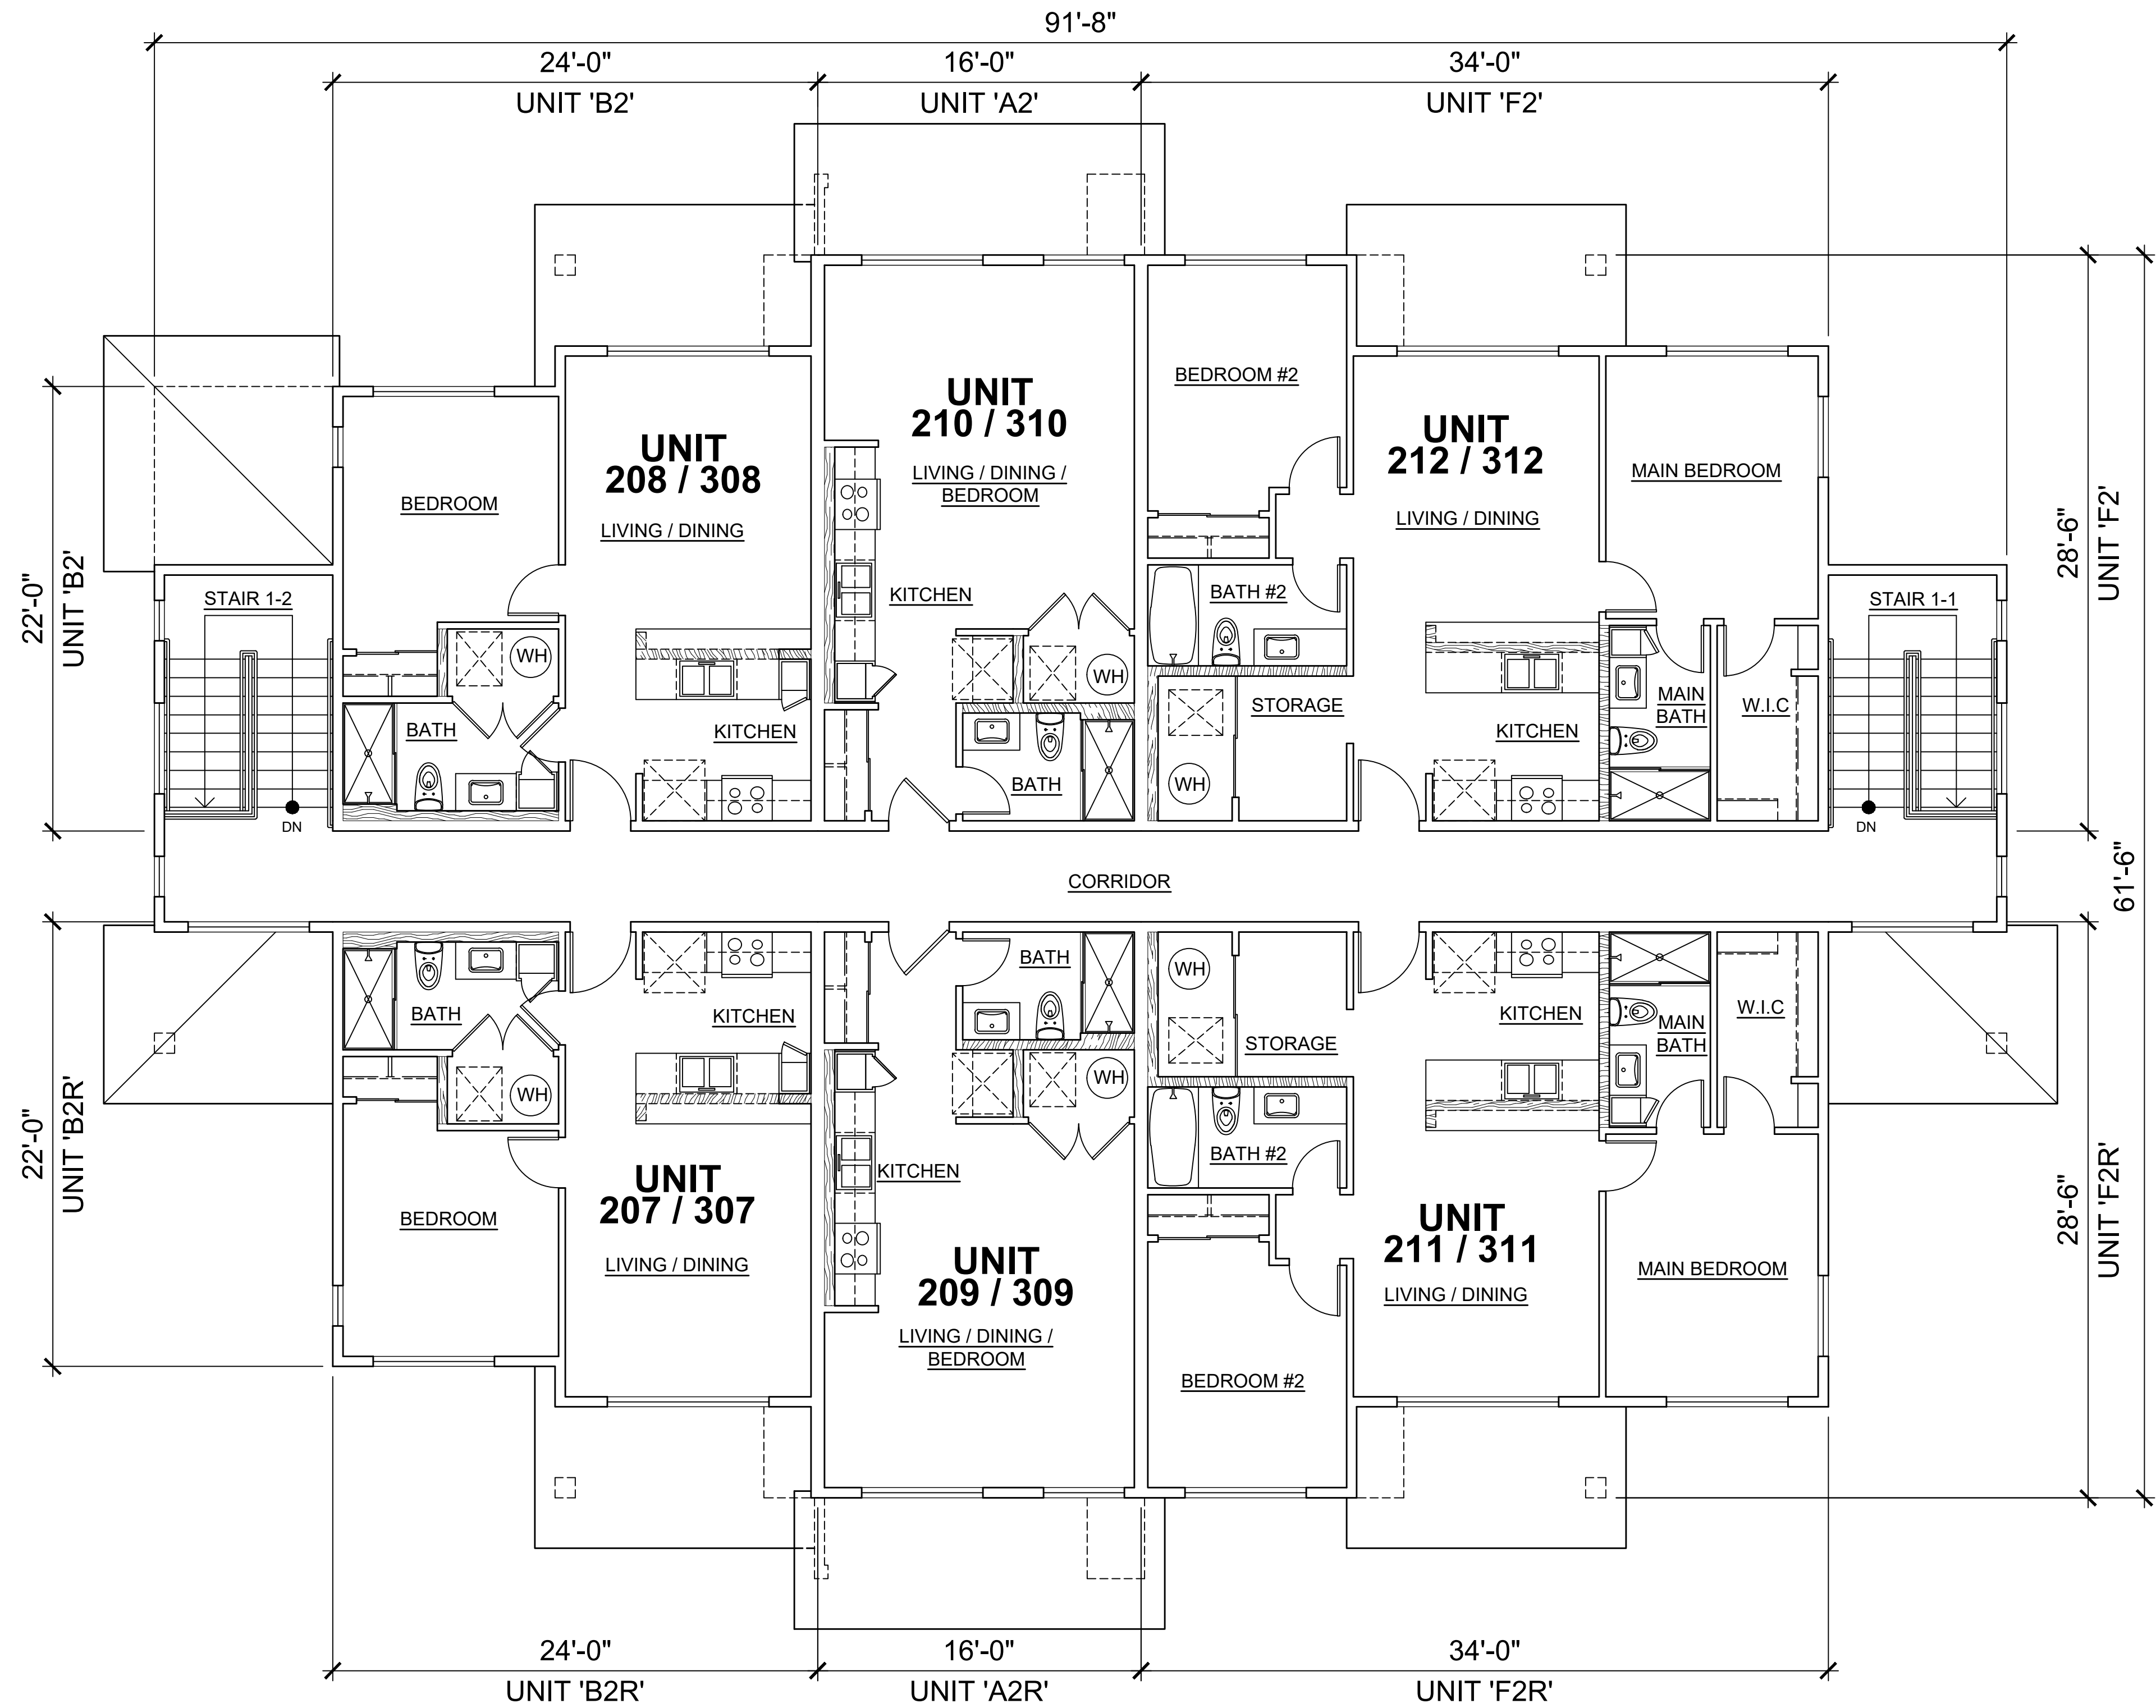 91'-8"
24'-0"
16'-0"
34'-0"
UNIT 'B2'
UNIT 'A2'
UNIT 'F2'
UNIT
208 / 308
LIVING / DINING
BEDROOM
UNIT
210 / 310
LIVING / DINING /
BEDROOM
KITCHEN
BEDROOM #2
UNIT
212 / 312
LIVING / DINING
MAIN BEDROOM
22'-0"
UNIT 'B2'
28'-6"
UNIT 'F2'
STAIR 1-2
STAIR 1-1
BATH #2
WH
WH
BATH
KITCHEN
BATH
STORAGE
WH
KITCHEN
MAIN
BATH
W.I.C
DN
DN
61'-6"
CORRIDOR
BATH
KITCHEN
BATH
WH
STORAGE
KITCHEN
MAIN
BATH
W.I.C
WH
WH
22'-0"
UNIT 'B2R'
28'-6"
UNIT 'F2R'
BEDROOM
UNIT
207 / 307
LIVING / DINING
KITCHEN
UNIT
209 / 309
LIVING / DINING /
BEDROOM
BATH #2
BEDROOM #2
UNIT
211 / 311
LIVING / DINING
MAIN BEDROOM
24'-0"
16'-0"
34'-0"
UNIT 'B2R'
UNIT 'A2R'
UNIT 'F2R'